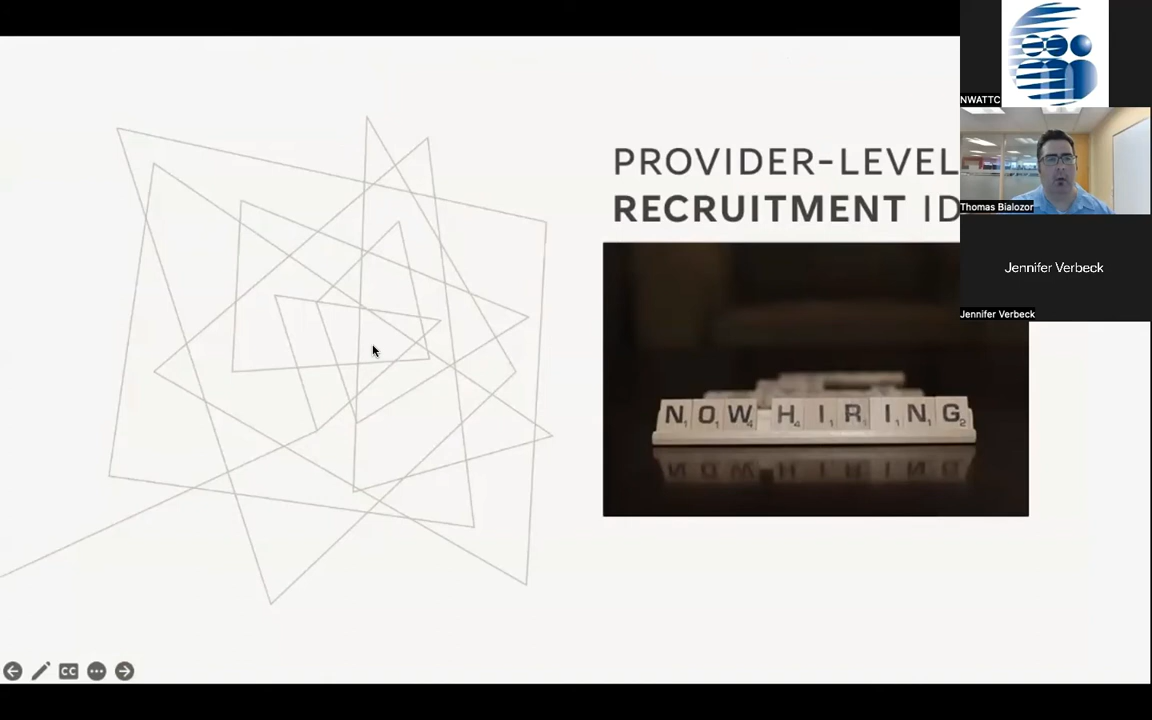 NWATTC
PROVIDER-LEVEL
RECRUITMENT ID
Thomas Bialozor
Jennifer Verbeck
Jennifer Verbeck
NOW HIRING
CC